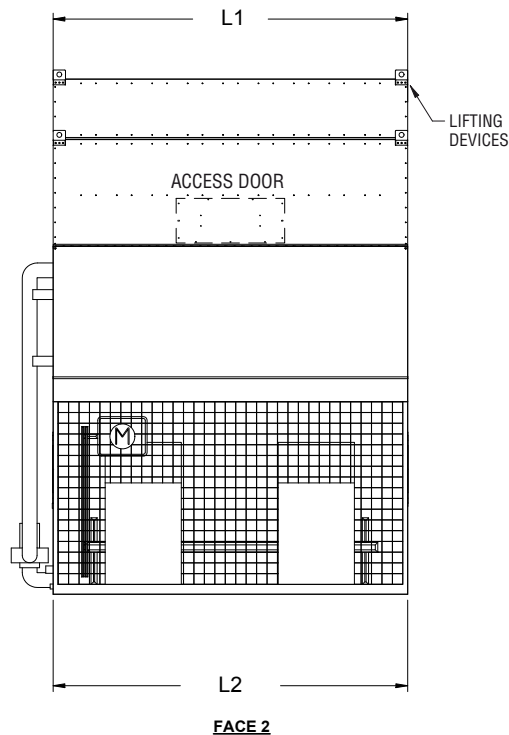 L1
LIFTING
DEVICES
ACCESS DOOR
M
L2
FACE 2